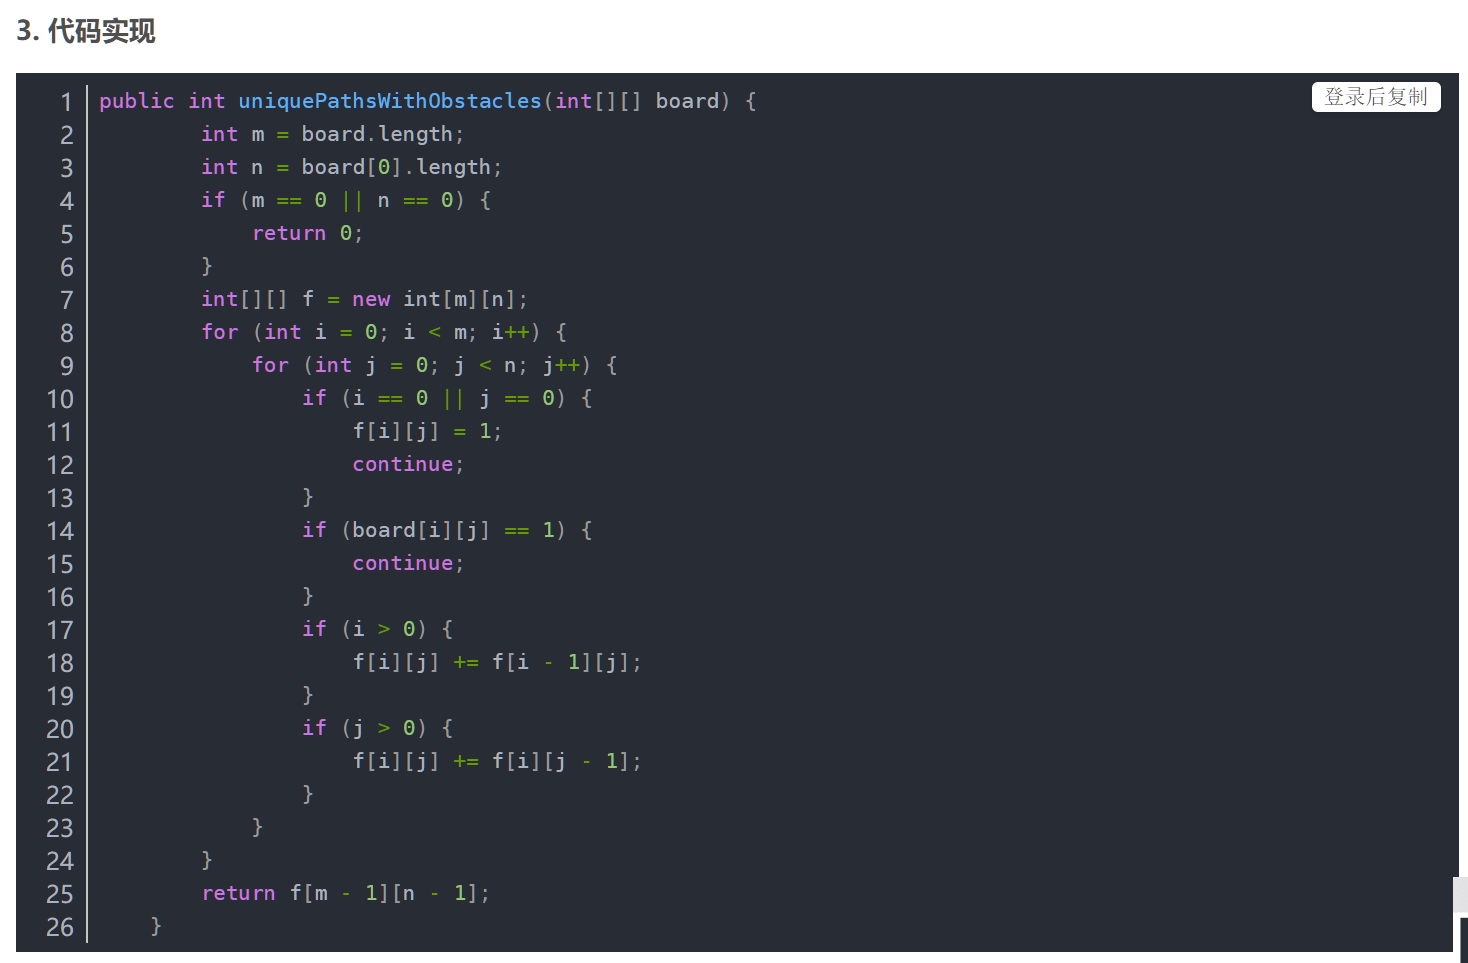 3. 代码实现
登录后复制
1 public int uniquePathsWithObstacles(int[][] board) {
2         int m = board.length;
3         int n = board[0].length;
4         if (m == 0 || n == 0) {
5             return 0;
6         }
7         int[][] f = new int[m][n];
8         for (int i = 0; i < m; i++) {
9             for (int j = 0; j < n; j++) {
10                 if (i == 0 || j == 0) {
11                     f[i][j] = 1;
12                     continue;
13                 }
14                 if (board[i][j] == 1) {
15                     continue;
16                 }
17                 if (i > 0) {
18                     f[i][j] += f[i - 1][j];
19                 }
20                 if (j > 0) {
21                     f[i][j] += f[i][j - 1];
22                 }
23             }
24         }
25         return f[m - 1][n - 1];
26     }